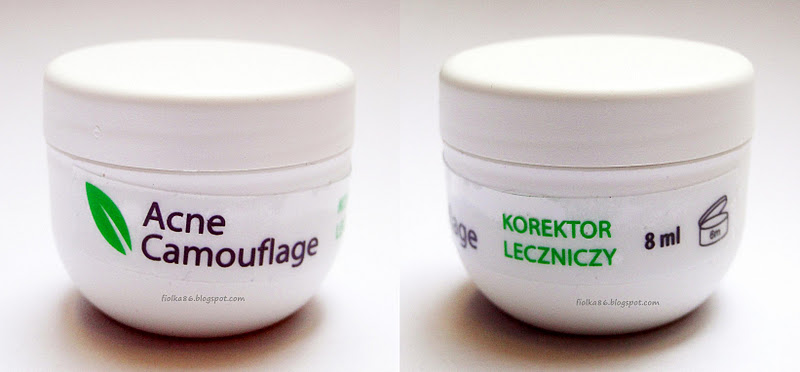 Acne
Camouflage
fiolka86.blogspot.com
lage
KOREKTOR
LECZNICZY
8 ml
6m
fiolka86.blogspot.com